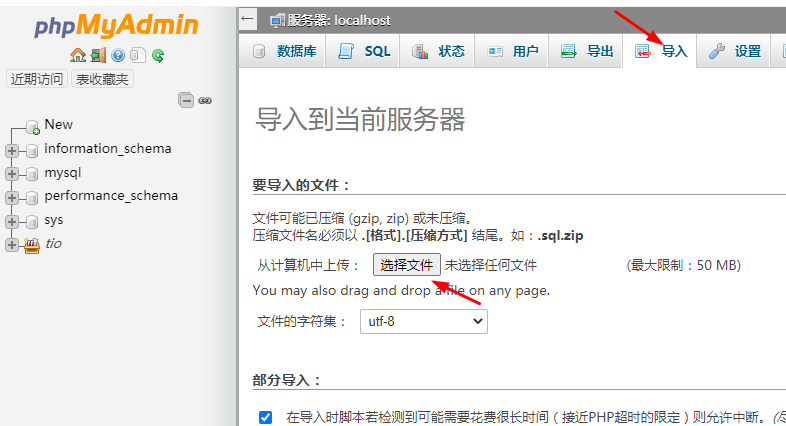 phpMyAdmin
近期访问 表收藏夹
New
information_schema
mysql
performance_schema
sys
tio
服务器: localhost
数据库 SQL 状态 用户 导出 导入 设置
导入到当前服务器
要导入的文件：
文件可能已压缩 (gzip, zip) 或未压缩。
压缩文件名必须以 .[格式].[压缩方式] 结尾。如：.sql.zip
从计算机中上传： 选择文件 未选择任何文件 (最大限制：50 MB)
You may also drag and drop a file on any page.
文件的字符集： utf-8
部分导入：
在导入时脚本若检测到可能需要花费很长时间（接近PHP超时的限定）则允许中断。